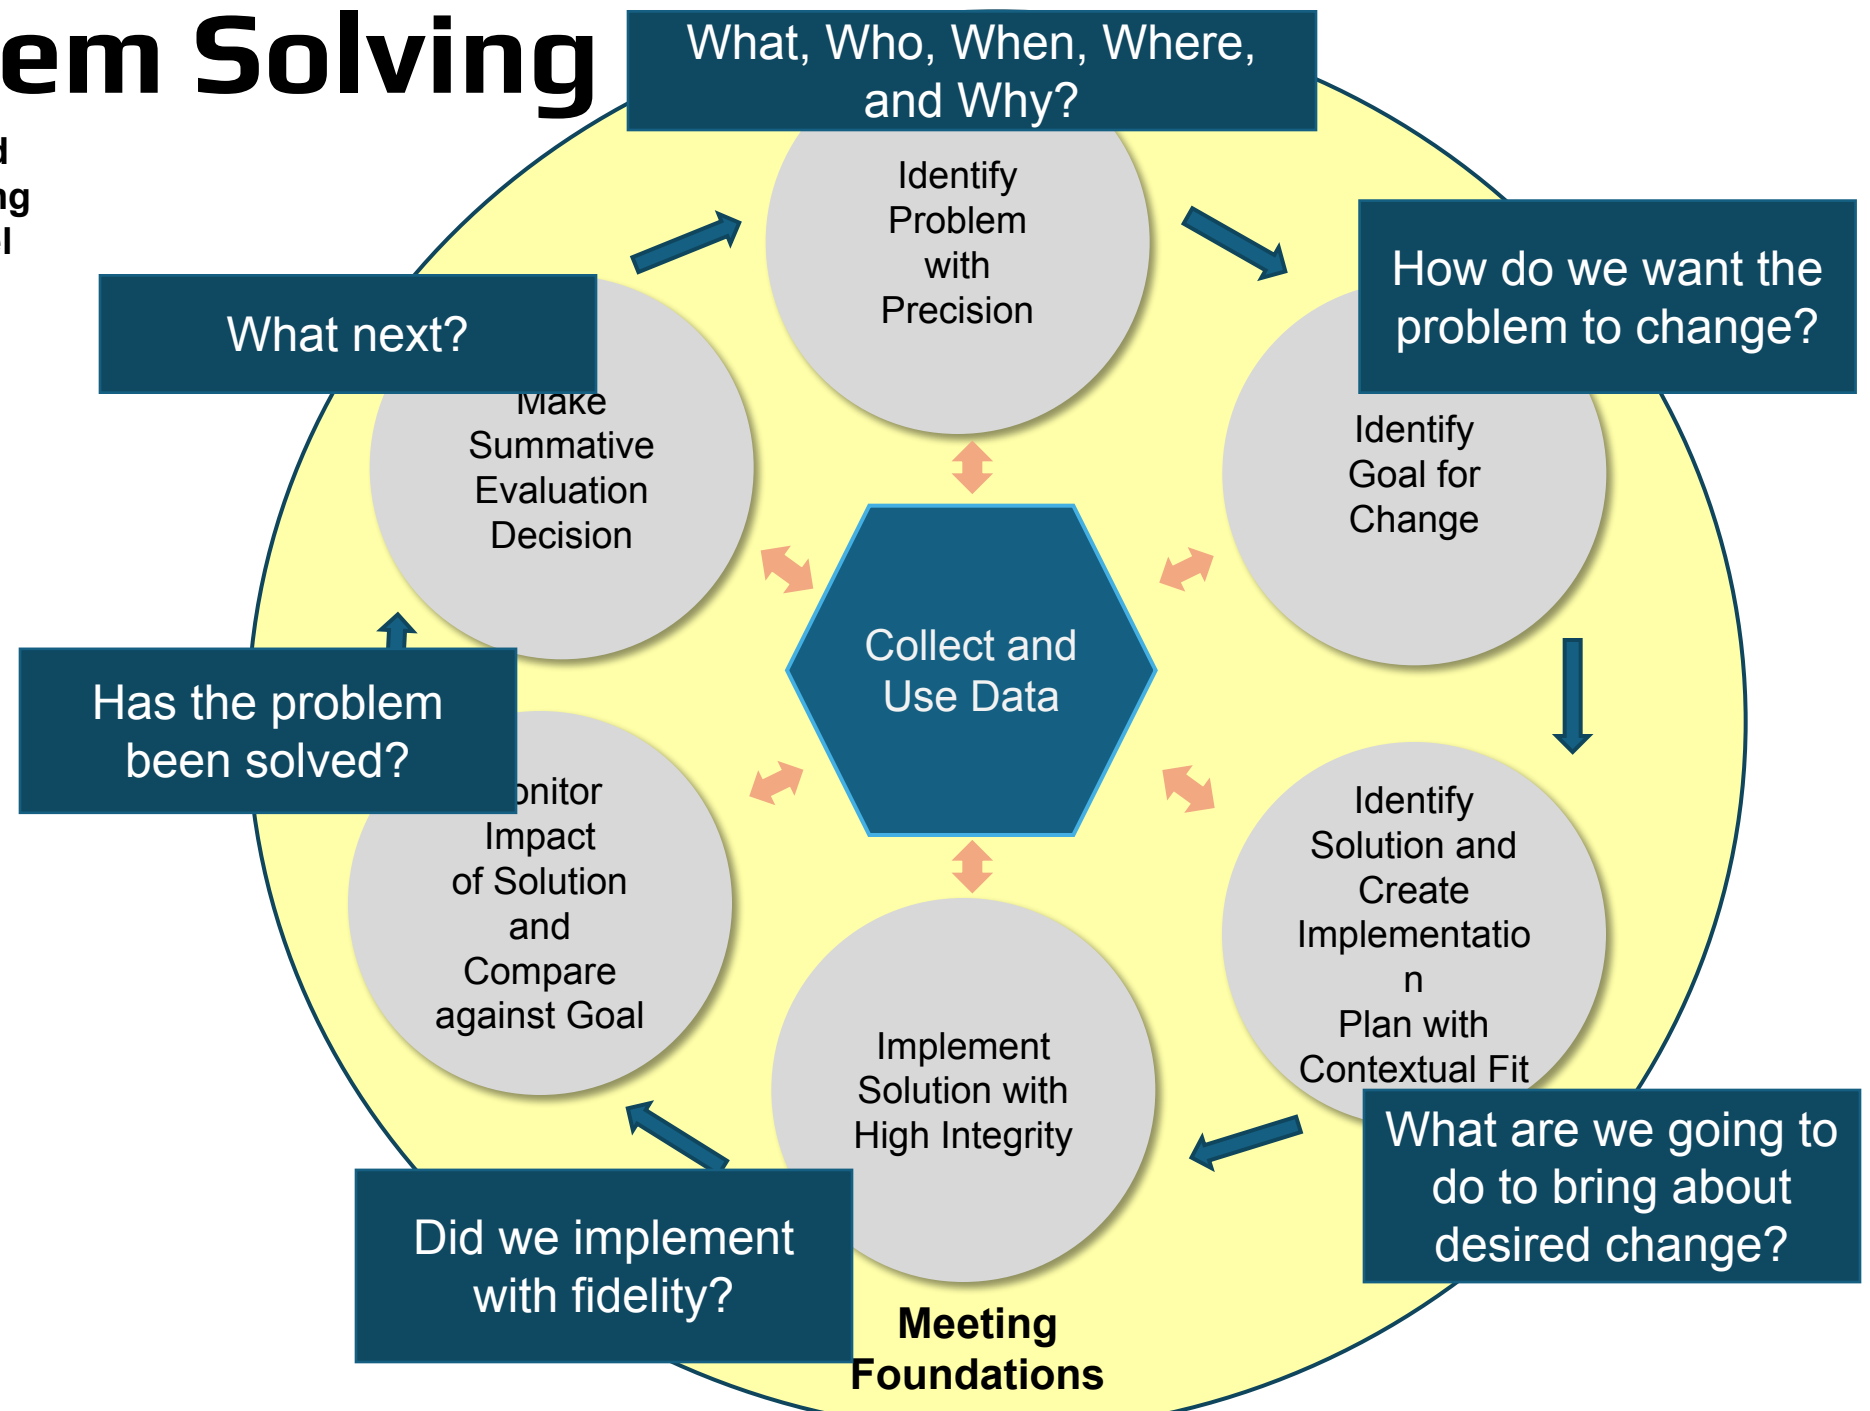 em Solving
d
ng
l
What, Who, When, Where,
and Why?
Identify
Problem
with
Precision
How do we want the
problem to change?
Identify
Goal for
Change
Identify
Solution and
Create
Implementatio
n
Plan with
Contextual Fit
What are we going to
do to bring about
desired change?
Implement
Solution with
High Integrity
Did we implement
with fidelity?
onitor
Impact
of Solution
and
Compare
against Goal
Has the problem
been solved?
Make
Summative
Evaluation
Decision
What next?
Collect and
Use Data
Meeting
Foundations